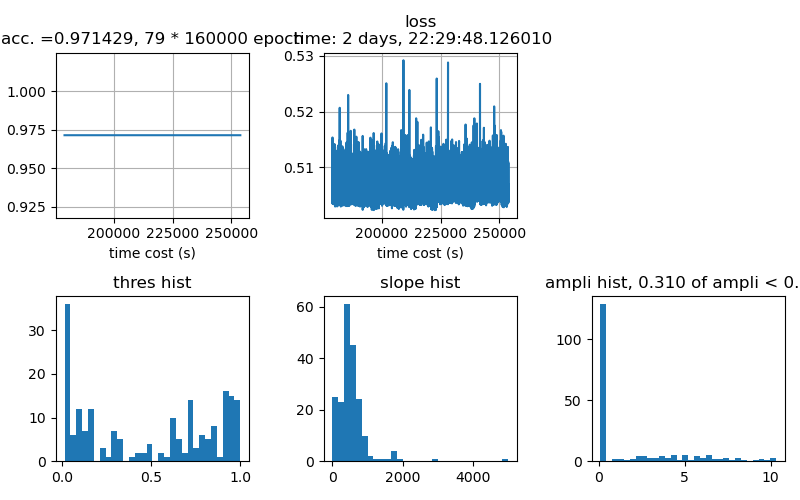 acc. =0.971429, 79 * 160000 epoch
loss
time: 2 days, 22:29:48.126010
1.000
0.975
0.950
0.925
200000 225000 250000
time cost (s)
0.53
0.52
0.51
200000 225000 250000
time cost (s)
thres hist
30
20
10
0
0.0 0.5 1.0
slope hist
60
40
20
0
0 2000 4000
ampli hist, 0.310 of ampli < 0.
100
50
0
0 5 10